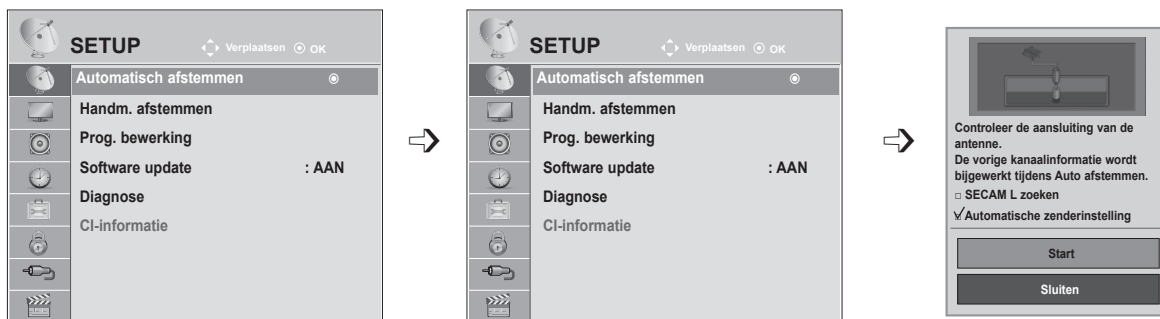 SETUP
Verplaatsen OK
Automatisch afstemmen
Handm. afstemmen
Prog. bewerking
Software update : AAN
Diagnose
CI-informatie
SETUP
Verplaatsen OK
Automatisch afstemmen
Handm. afstemmen
Prog. bewerking
Software update : AAN
Diagnose
CI-informatie
Controleer de aansluiting van de
antenne.
De vorige kanaalinformatie wordt
bijgewerkt tijdens Auto afstemmen.
□ SECAM L zoeken
Automatische zenderinstelling
Start
Sluiten